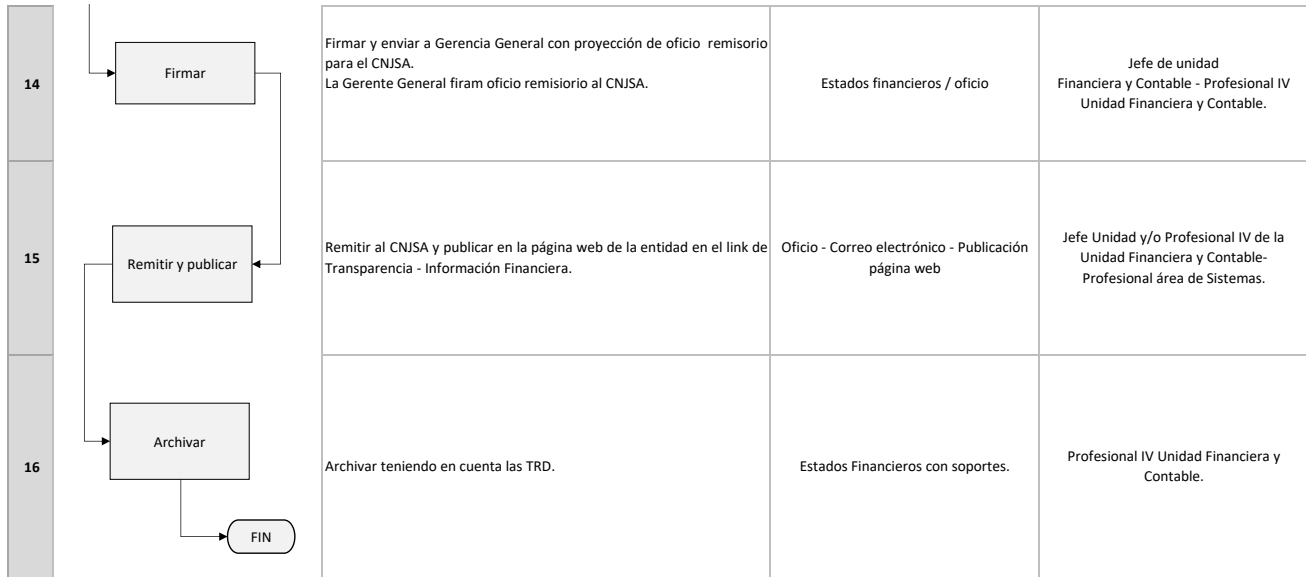 14
Firmar
Firmar y enviar a Gerencia General con proyección de oficio remisorio
para el CNJSA.
La Gerente General firam oficio remisiorio al CNJSA.
Estados financieros / oficio
Jefe de unidad
Financiera y Contable - Profesional IV
Unidad Financiera y Contable.
15
Remitir y publicar
Remitir al CNJSA y publicar en la página web de la entidad en el link de
Transparencia - Información Financiera.
Oficio - Correo electrónico - Publicación
página web
Jefe Unidad y/o Profesional IV de la
Unidad Financiera y Contable-
Profesional área de Sistemas.
16
Archivar
FIN
Archivar teniendo en cuenta las TRD.
Estados Financieros con soportes.
Profesional IV Unidad Financiera y
Contable.